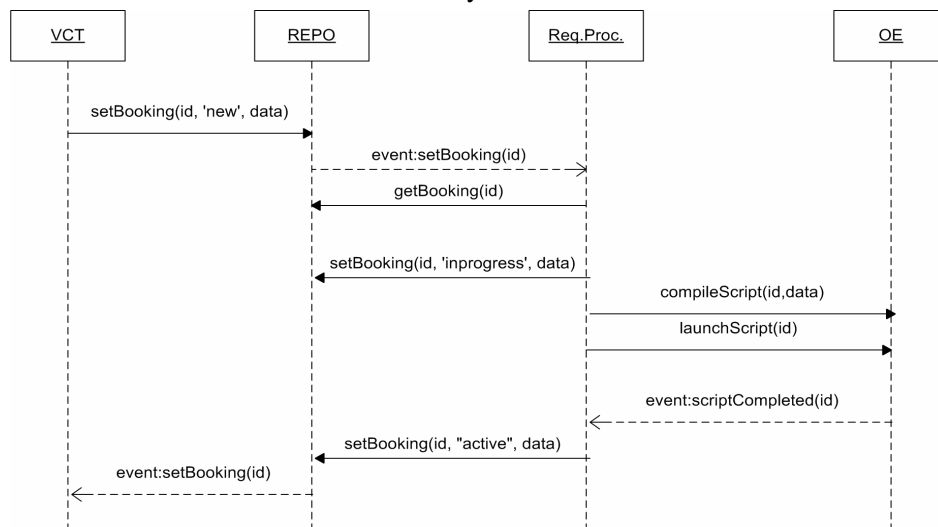 VCT
REPO
Req.Proc.
OE
setBooking(id, 'new', data)
event:setBooking(id)
getBooking(id)
setBooking(id, 'inprogress', data)
compileScript(id,data)
launchScript(id)
event:scriptCompleted(id)
setBooking(id, "active", data)
event:setBooking(id)